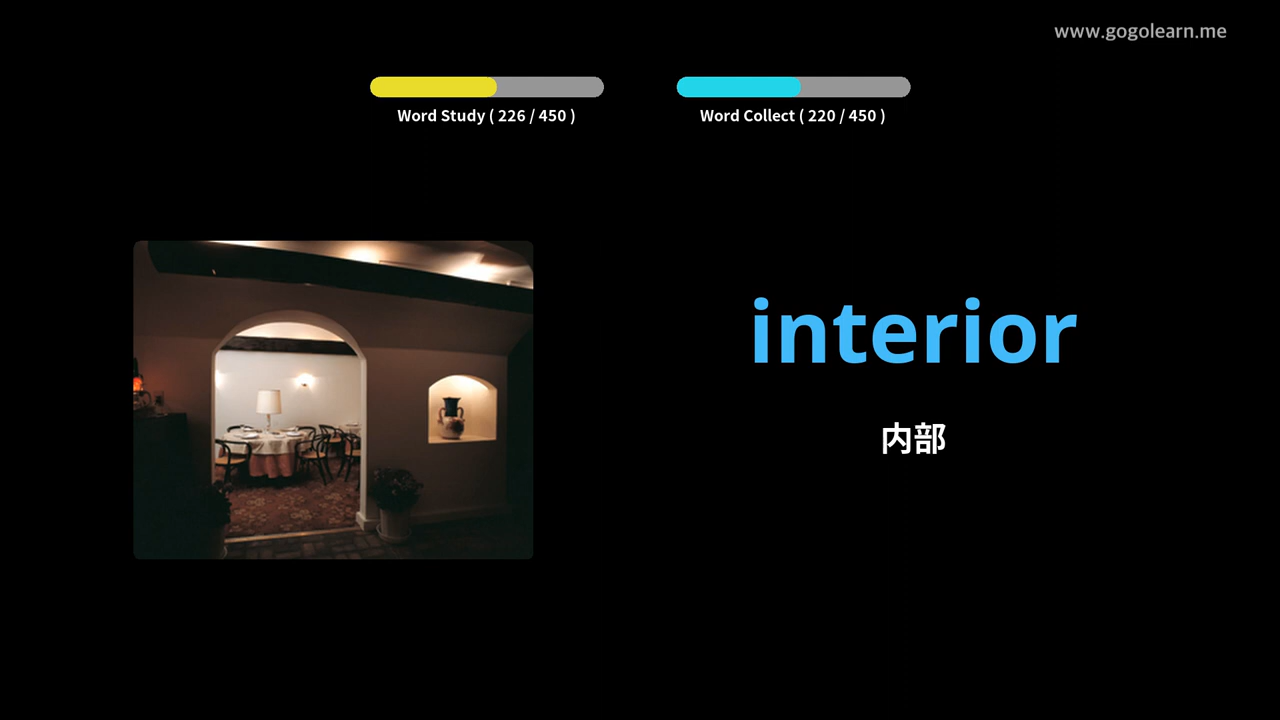 www.gogolearn.me
Word Study ( 226 / 450 )
Word Collect ( 220 / 450 )
interior
内部